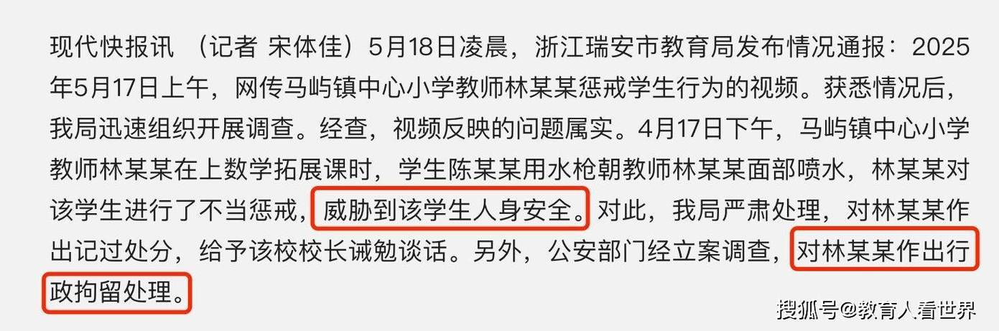 现代快报讯 （记者 宋体佳）5月18日凌晨，浙江瑞安市教育局发布情况通报：2025
年5月17日上午，网传马屿镇中心小学教师林某某惩戒学生行为的视频。获悉情况后，
我局迅速组织开展调查。经查，视频反映的问题属实。4月17日下午，马屿镇中心小学
教师林某某在上数学拓展课时，学生陈某某用水枪朝教师林某某面部喷水，林某某对
该学生进行了不当惩戒，威胁到该学生人身安全。对此，我局严肃处理，对林某某作
出记过处分，给予该校校长诫勉谈话。另外，公安部门经立案调查，对林某某作出行
政拘留处理。
搜狐号@教育人看世界